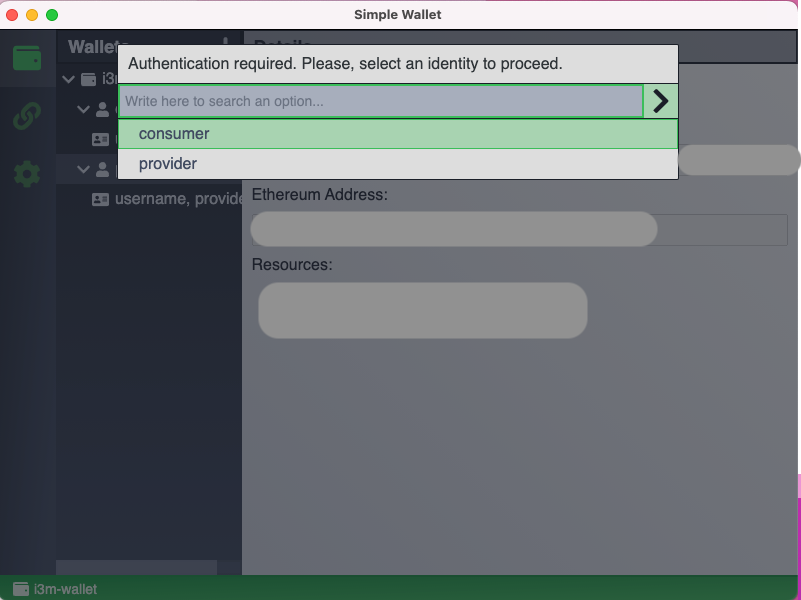 Simple Wallet
Wallets
Details
Authentication required. Please, select an identity to proceed.
Write here to search an option...
consumer
provider
username, provide
Ethereum Address:
Resources:
i3m-wallet